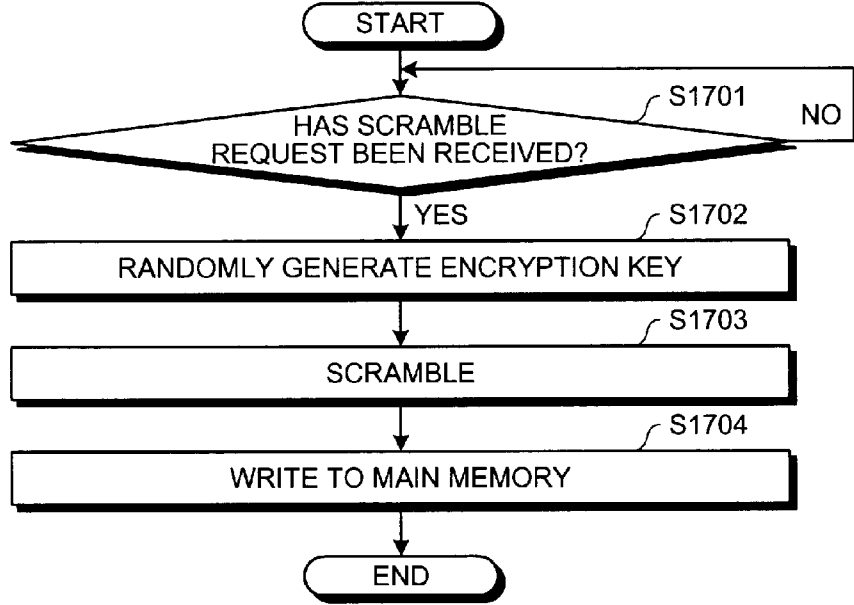 START
S1701
HAS SCRAMBLE
REQUEST BEEN RECEIVED?
NO
YES
S1702
RANDOMLY GENERATE ENCRYPTION KEY
S1703
SCRAMBLE
S1704
WRITE TO MAIN MEMORY
END